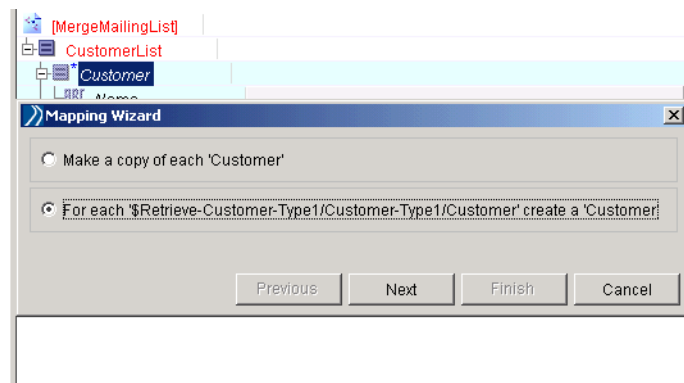 [MergeMailingList]
CustomerList
Customer
Name
Mapping Wizard
Make a copy of each 'Customer'
For each '$Retrieve-Customer-Type1/Customer-Type1/Customer' create a 'Customer
Previous Next Finish Cancel